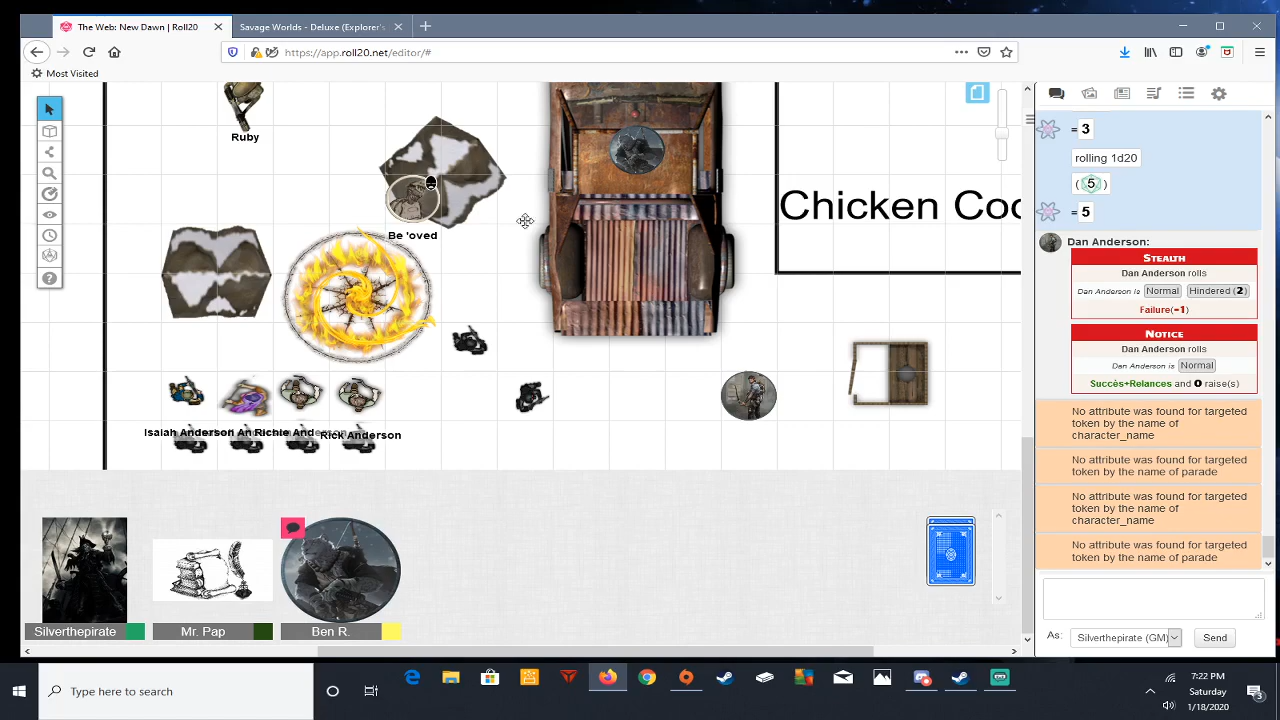 The Web: New Dawn | Roll20
Savage Worlds - Deluxe (Explorer's
https://app.roll20.net/editor/#
Most Visited
Ruby
Be 'oved
Chicken Coo
Isaiah Anderson
Richie And
Rick Anderson
= 3
rolling 1d20
(5)
= 5
Dan Anderson:
STEALTH
Dan Anderson rolls
Dan Anderson is Normal Hindered (2)
Failure(-1)
NOTICE
Dan Anderson rolls
Dan Anderson is Normal
Succès+Relances and 0 raise(s)
No attribute was found for targeted
token by the name of
character_name
No attribute was found for targeted
token by the name of parade
No attribute was found for targeted
token by the name of
character_name
No attribute was found for targeted
token by the name of parade
As: Silverthepirate (GM) Send
Silverthepirate
Mr. Pap
Ben R.
Type here to search
7:22 PM
Saturday
1/18/2020
3